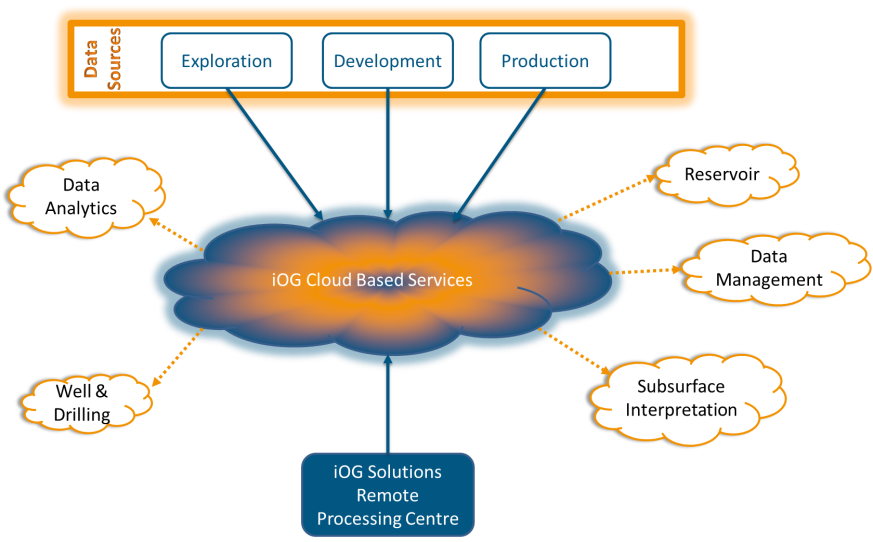 Data
Sources
Exploration
Development
Production
Data
Analytics
Reservoir
iOG Cloud Based Services
Data
Management
Well &
Drilling
Subsurface
Interpretation
iOG Solutions
Remote
Processing Centre